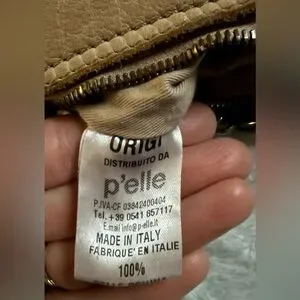 ORIGI
DISTRIBUITO DA
p'elle
P.IVA-CF 03842400404
Tel. +39 0541 857117
E.mail info@p-elle.it
MADE IN ITALY
FABRIQUE' EN ITALIE
100%